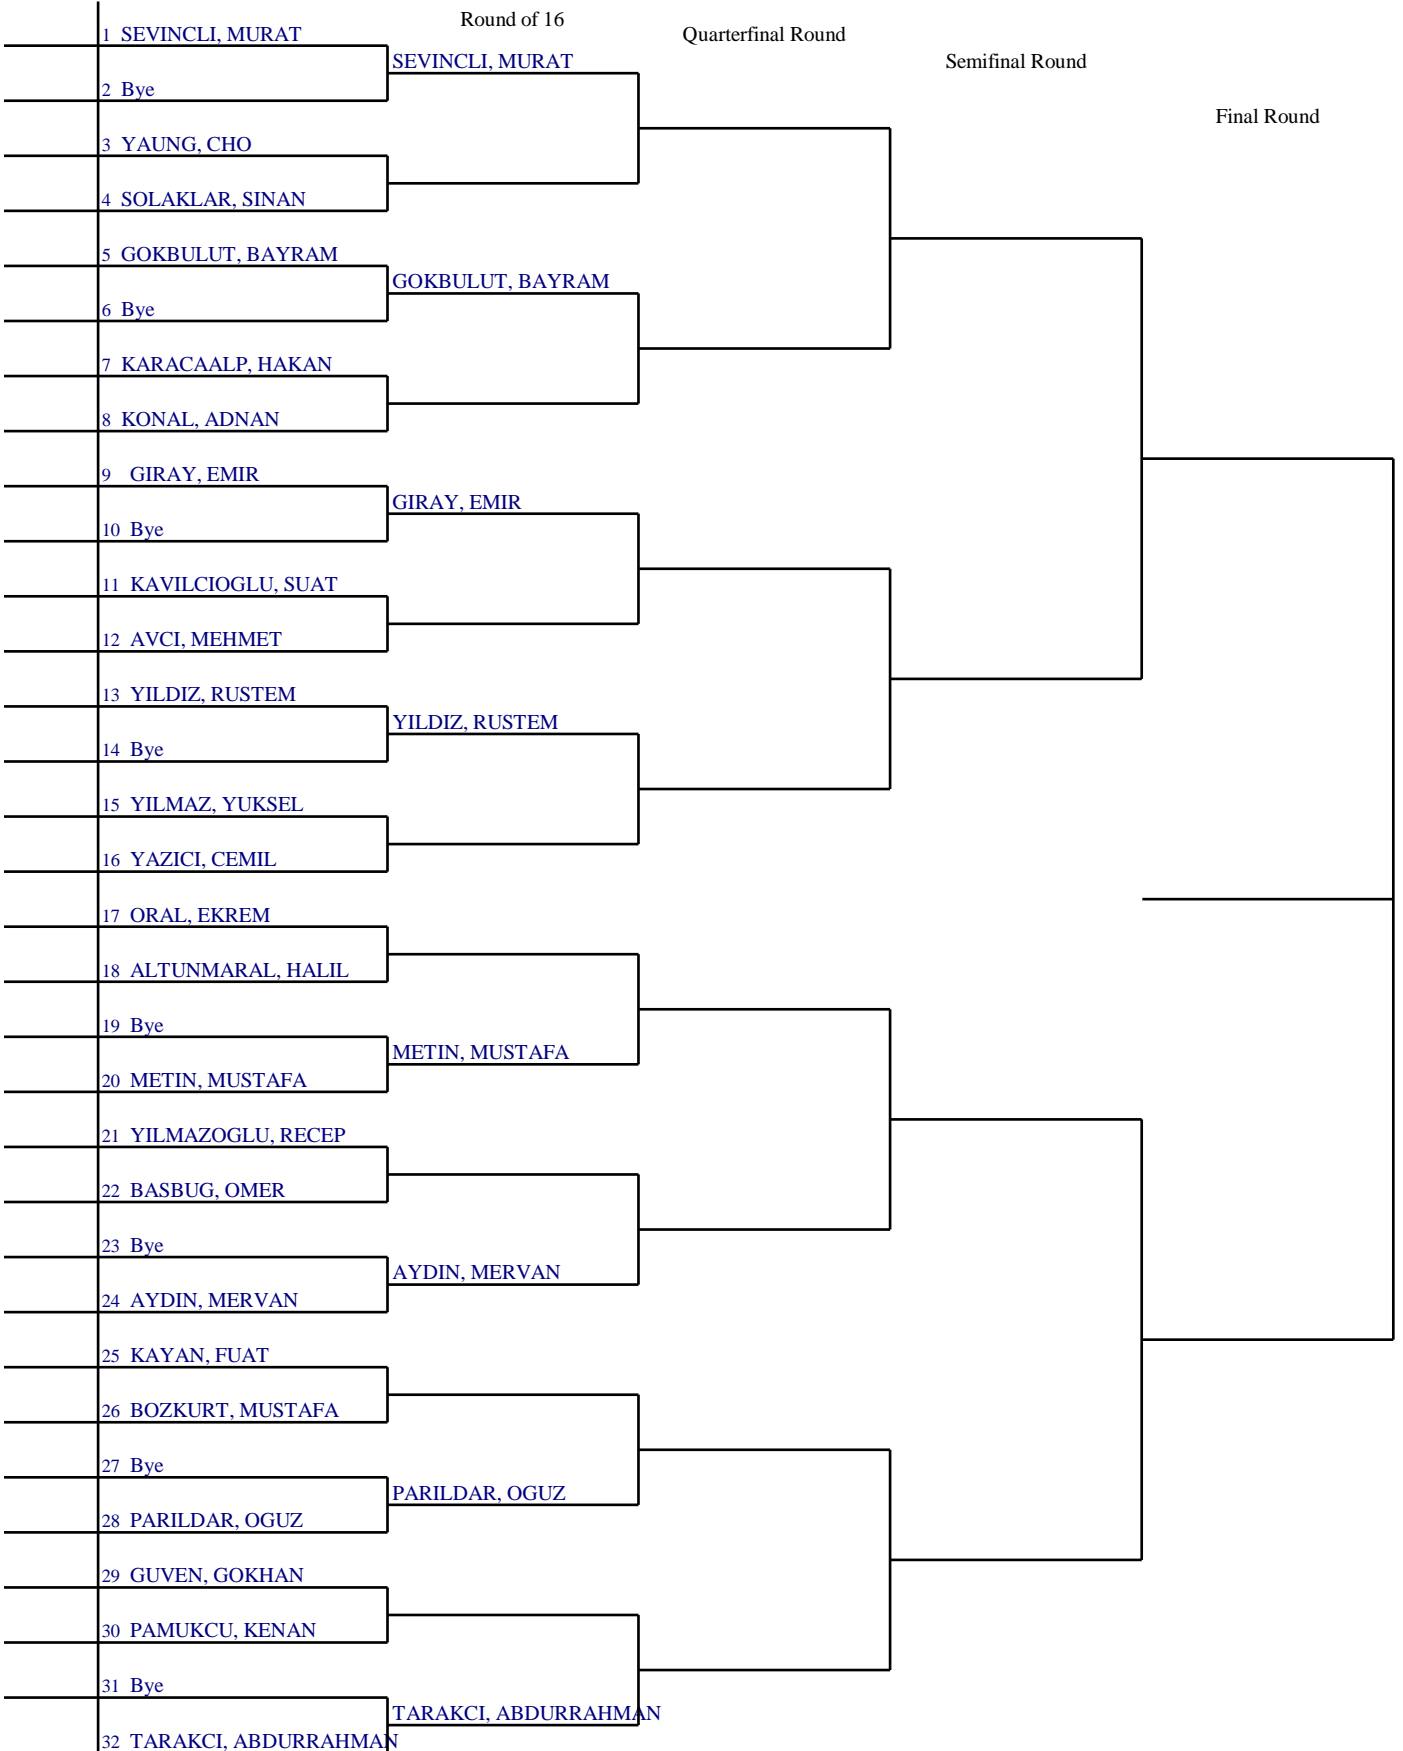 Round of 16
Quarterfinal Round
Semifinal Round
Final Round
1 SEVINCLI, MURAT
SEVINCLI, MURAT
2 Bye
3 YAUNG, CHO
4 SOLAKLAR, SINAN
5 GOKBULUT, BAYRAM
GOKBULUT, BAYRAM
6 Bye
7 KARACAALP, HAKAN
8 KONAL, ADNAN
9 GIRAY, EMIR
GIRAY, EMIR
10 Bye
11 KAVILCIOGLU, SUAT
12 AVCI, MEHMET
13 YILDIZ, RUSTEM
YILDIZ, RUSTEM
14 Bye
15 YILMAZ, YUKSEL
16 YAZICI, CEMIL
17 ORAL, EKREM
18 ALTUNMARAL, HALIL
19 Bye
METIN, MUSTAFA
20 METIN, MUSTAFA
21 YILMAZOGLU, RECEP
22 BASBUG, OMER
23 Bye
AYDIN, MERVAN
24 AYDIN, MERVAN
25 KAYAN, FUAT
26 BOZKURT, MUSTAFA
27 Bye
PARILDAR, OGUZ
28 PARILDAR, OGUZ
29 GUVEN, GOKHAN
30 PAMUKCU, KENAN
31 Bye
TARAKCI, ABDURRAHMAN
32 TARAKCI, ABDURRAHMAN